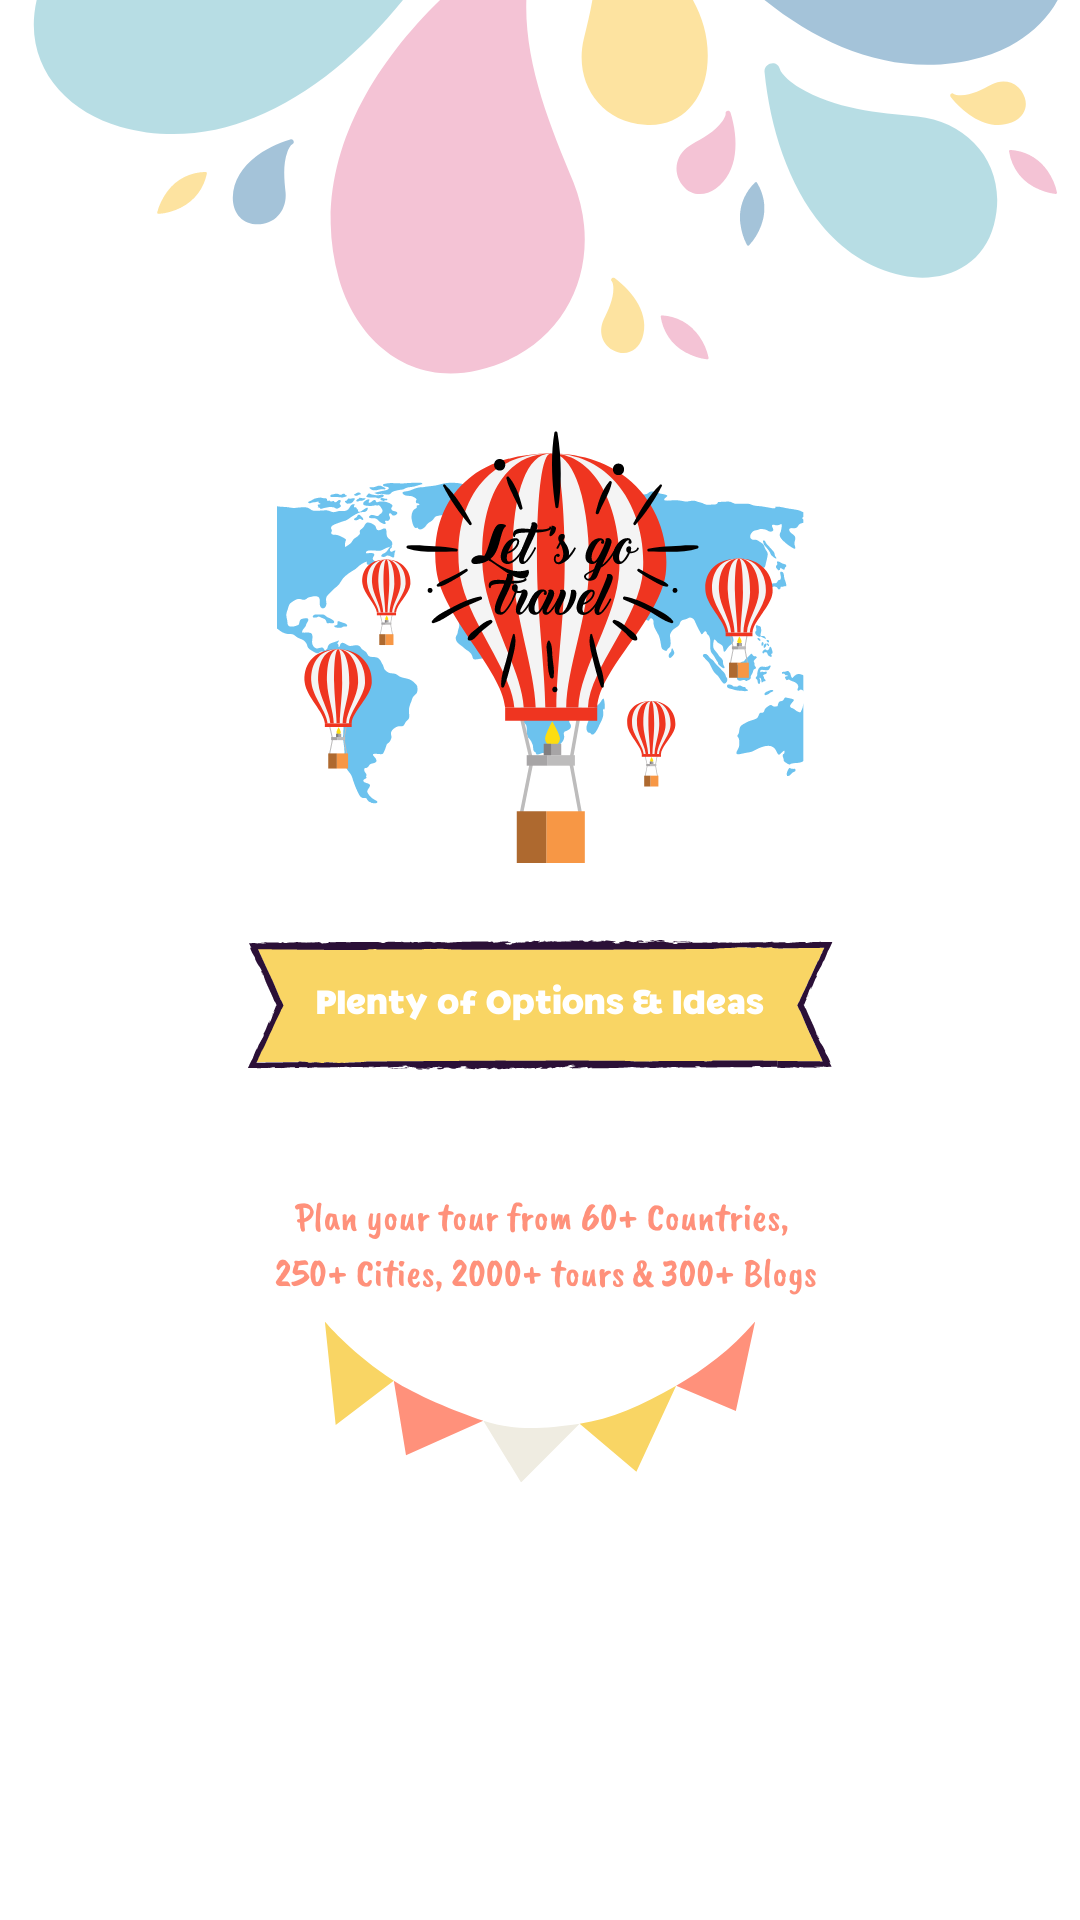 Let's go
Travel
Plenty of Options & Ideas
Plan your tour from 60+ Countries,
250+ Cities, 2000+ tours & 300+ Blogs